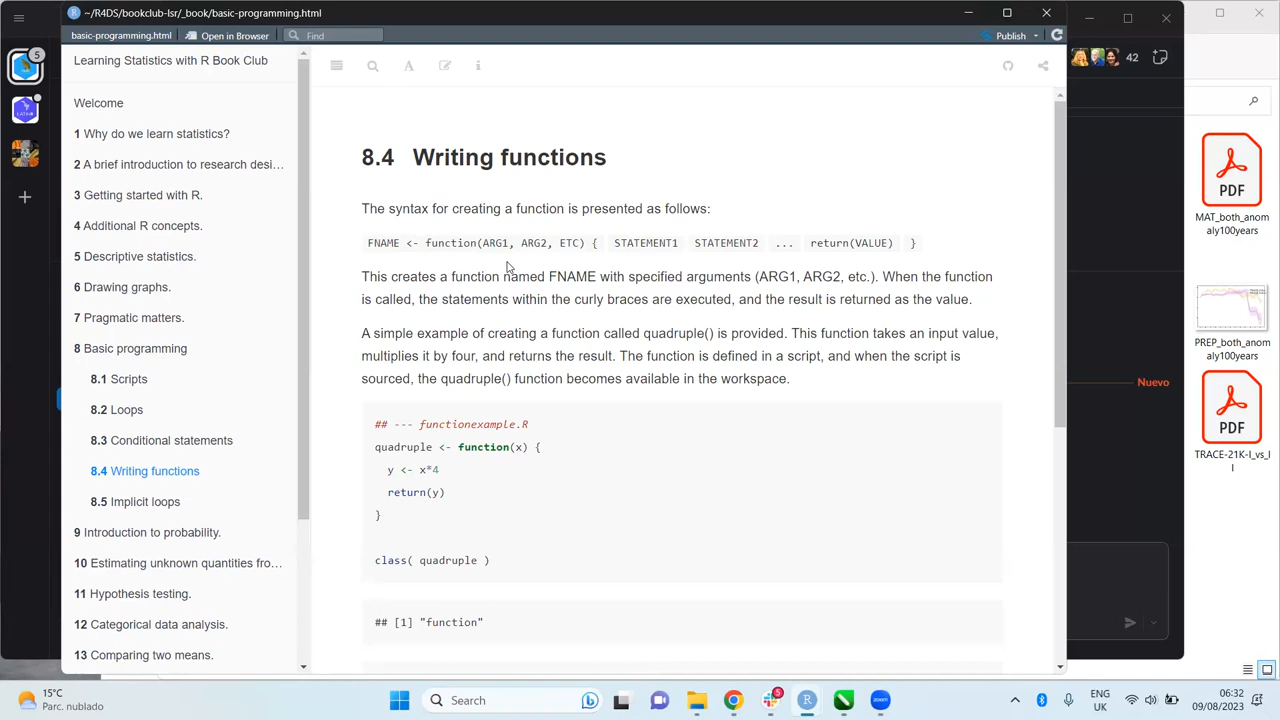 ~/R4DS/bookclub-lsr/_book/basic-programming.html
basic-programming.html
Open in Browser
Find
Publish
Learning Statistics with R Book Club
Welcome
1 Why do we learn statistics?
2 A brief introduction to research desi…
3 Getting started with R.
4 Additional R concepts.
5 Descriptive statistics.
6 Drawing graphs.
7 Pragmatic matters.
8 Basic programming
8.1 Scripts
8.2 Loops
8.3 Conditional statements
8.4 Writing functions
8.5 Implicit loops
9 Introduction to probability.
10 Estimating unknown quantities fro…
11 Hypothesis testing.
12 Categorical data analysis.
13 Comparing two means.
8.4 Writing functions
The syntax for creating a function is presented as follows:
FNAME <- function(ARG1, ARG2, ETC) { STATEMENT1 STATEMENT2 ... return(VALUE) }
This creates a function named FNAME with specified arguments (ARG1, ARG2, etc.). When the function
is called, the statements within the curly braces are executed, and the result is returned as the value.
A simple example of creating a function called quadruple() is provided. This function takes an input value,
multiplies it by four, and returns the result. The function is defined in a script, and when the script is
sourced, the quadruple() function becomes available in the workspace.
## --- functionexample.R
quadruple <- function(x) {
y <- x*4
return(y)
}
class( quadruple )
## [1] "function"
5
42
Nuevo
PDF
MAT_both_anom
aly100years
PREP_both_anom
aly100years
PDF
TRACE-21K-I_vs_I
I
15°C
Parc. nublado
Search
5
zoom
ENG
UK
06:32
09/08/2023